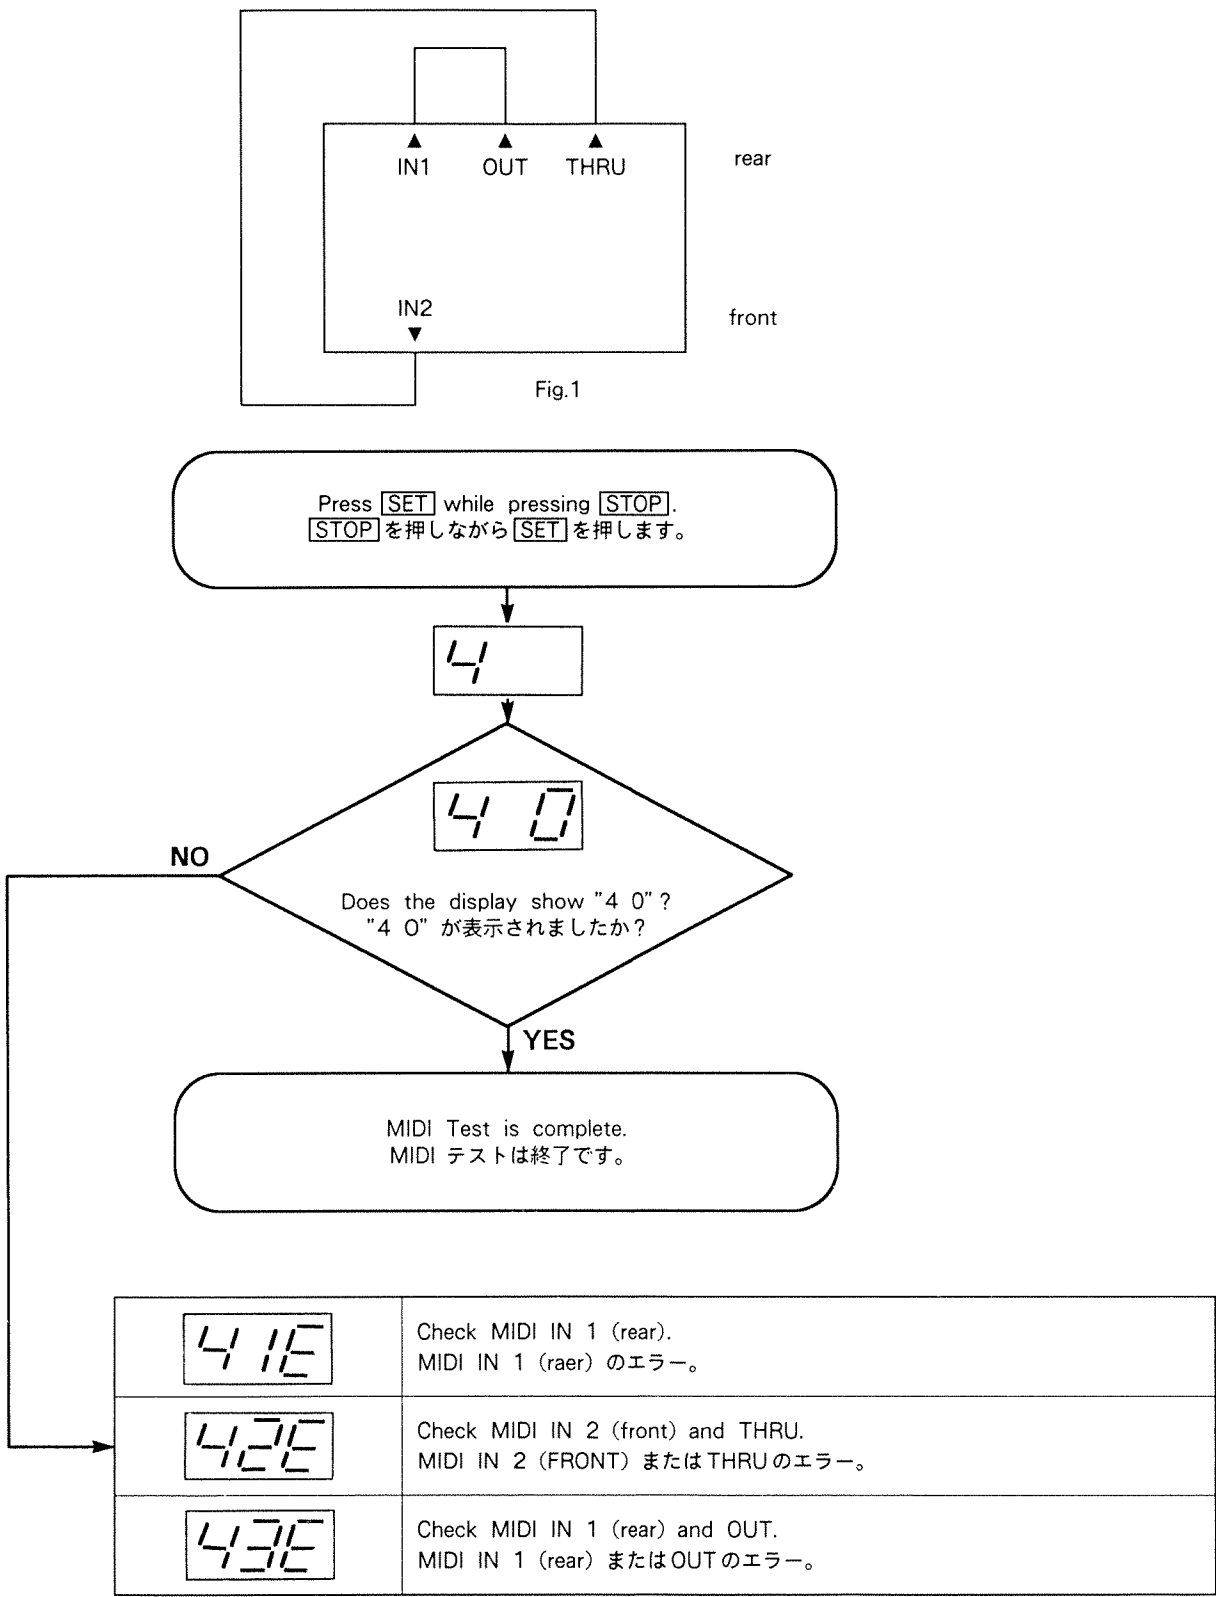 IN1 OUT THRU
rear
IN2
front
Fig.1
Press SET while pressing STOP.
STOP を押しながら SET を押します。
4
4 0
NO
Does the display show "4 0"?
"4 0" が表示されましたか?
YES
MIDI Test is complete.
MIDI テストは終了です。
41E
Check MIDI IN 1 (rear).
MIDI IN 1 (raer) のエラー。
42E
Check MIDI IN 2 (front) and THRU.
MIDI IN 2 (FRONT) またはTHRUのエラー。
43E
Check MIDI IN 1 (rear) and OUT.
MIDI IN 1 (rear) またはOUTのエラー。